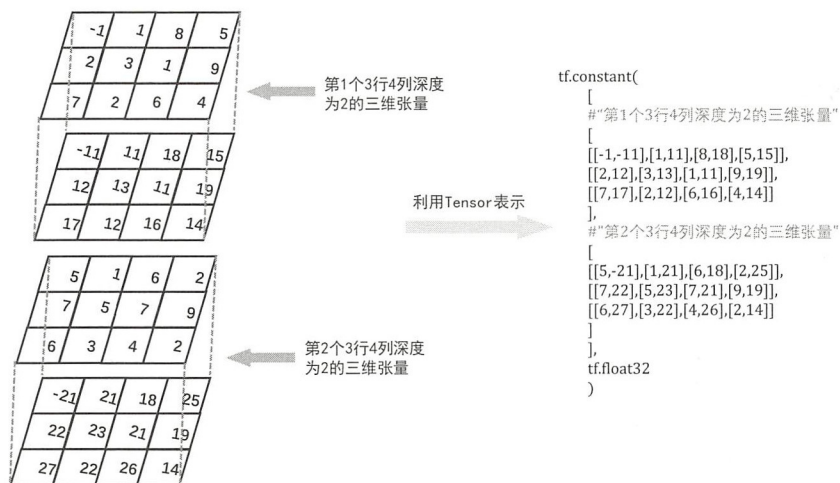 -1 1 8 5
2 3 1 9
7 2 6 4
第1个3行4列深度
为2的三维张量
-11 11 18 15
12 13 11 19
17 12 16 14
5 1 6 2
7 5 7 9
6 3 4 2
第2个3行4列深度
为2的三维张量
-21 21 18 25
22 23 21 19
27 22 26 14
利用Tensor表示
tf.constant(
[
#"第1个3行4列深度为2的三维张量"
[
[[-1,-11],[1,11],[8,18],[5,15]],
[[2,12],[3,13],[1,11],[9,19]],
[[7,17],[2,12],[6,16],[4,14]]
],
#"第2个3行4列深度为2的三维张量"
[
[[5,-21],[1,21],[6,18],[2,25]],
[[7,22],[5,23],[7,21],[9,19]],
[[6,27],[3,22],[4,26],[2,14]]
]
],
tf.float32
)